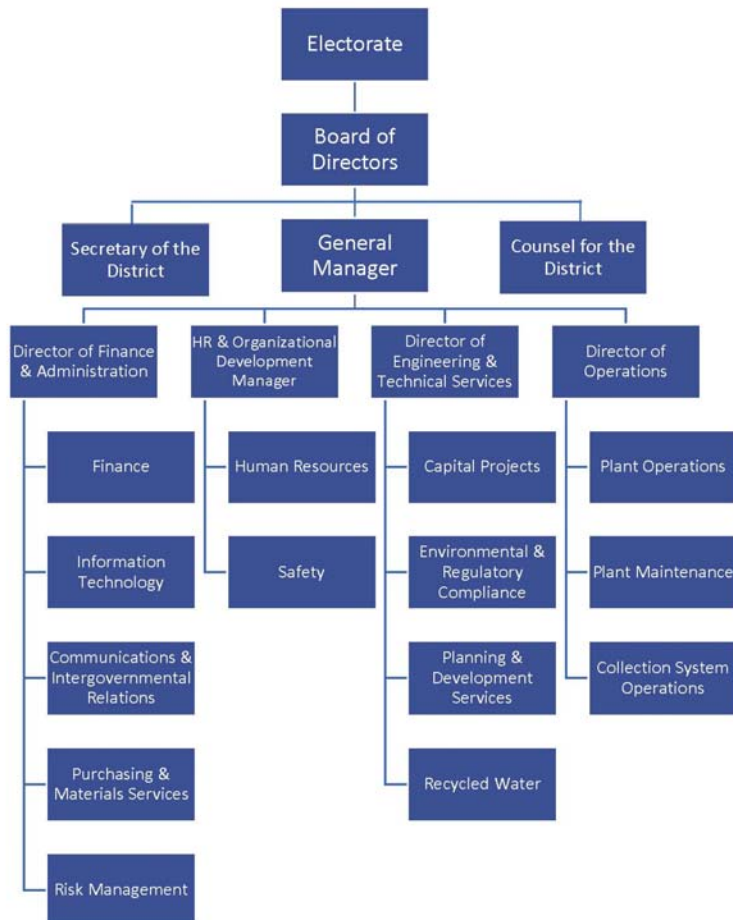 Electorate
Board of
Directors
Secretary of the
District
General
Manager
Counsel for the
District
Director of Finance
& Administration
HR & Organizational
Development
Manager
Director of
Engineering &
Technical Services
Director of
Operations
Finance
Human Resources
Capital Projects
Plant Operations
Information
Technology
Safety
Environmental &
Regulatory
Compliance
Plant Maintenance
Communications &
Intergovernmental
Relations
Planning &
Development
Services
Collection System
Operations
Purchasing &
Materials Services
Recycled Water
Risk Management